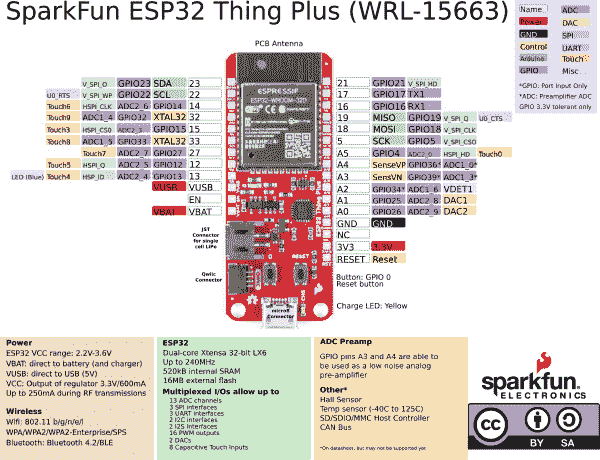 SparkFun ESP32 Thing Plus (WRL-15663)
PCB Antenna
Name
Power
GND
Control
Arduino
GPIO
ADC
DAC
SPI
UART
Touch
Misc.
*GPIO: Port Input Only
*ADC: Preamplifier ADC
GPIO 3.3V tolerant only
V_SPI_Q GPIO23 SDA 23
U0_RTS V_SPI_WP GPIO22 SCL 22
Touch6 HSPI_CLK ADC2_6 GPIO14 14
Touch9 ADC1_4 GPIO32 XTAL32 32
Touch3 HSPI_CS0 ADC2_3 GPIO15 15
Touch8 ADC1_5 GPIO33 XTAL32 33
Touch7 ADC2_7 GPIO27 27
Touch5 HSPI_Q ADC2_5 GPIO12 12
LED (Blue) Touch4 HSP_ID ADC2_4 GPIO13 13
VUSB VUSB
EN
VBAT VBAT
ESPRESSIF
ESP32-WROOM-32D
21 GPIO21 V_SPI_HD
17 GPIO17 TX1
16 GPIO16 RX1
19 MISO GPIO19 V_SPI_Q U0_CTS
18 MOSI GPIO18 V_SPI_CLK
5 SCK GPIO5 V_SPI_CS0
A5 GPIO4 ADC2_0 HSPI_HD Touch0
A4 SensVP GPIO36* ADC1_0*
A3 SensVN GPIO39* ADC1_3*
A2 GPIO34* ADC1_6 VDET1
A1 GPIO25 ADC2_8 DAC1
A0 GPIO26 ADC2_9 DAC2
GND GND
NC
3V3 3.3V
RESET Reset
JST
Connector
for single
cell LiPo
Qwiic
Connector
0
RESET
microB
Connector
Button: GPIO 0
Reset button
Charge LED: Yellow
Power
ESP32 VCC range: 2.2V-3.6V
VBAT: direct to battery (and charger)
VUSB: direct to USB (5V)
VCC: Output of regulator 3.3V/600mA
Up to 250mA during RF transmissions
Wireless
Wifi: 802.11 b/g/n/e/i
WPA/WPA2/WPA2-Enterprise/SPS
Bluetooth: Bluetooth 4.2/BLE
ESP32
Dual-core Xtensa 32-bit LX6
Up to 240MHz
520kB internal SRAM
16MB external flash
Multiplexed I/Os allow up to
13 ADC channels
3 SPI interfaces
3 UART interfaces
2 I2C interfaces
2 I2S interfaces
16 PWM outputs
2 DACs
8 Capacitive Touch Inputs
ADC Preamp
GPIO pins A3 and A4 are able to
be used as a low noise analog
pre-amplifier
Other*
Hall Sensor
Temp sensor (-40C to 125C)
SD/SDIO/MMC Host Controller
CAN Bus
*On datasheet, but may not be supported yet
sparkfun
ELECTRONICS
cc
BY SA